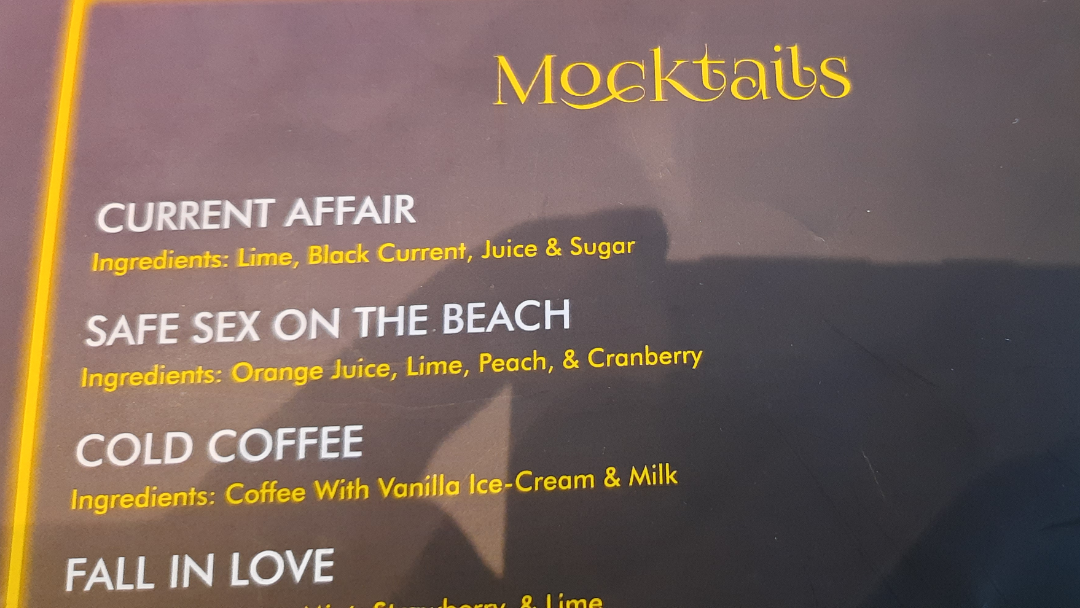 Mocktails
CURRENT AFFAIR
Ingredients: Lime, Black Current, Juice & Sugar
SAFE SEX ON THE BEACH
Ingredients: Orange Juice, Lime, Peach, & Cranberry
COLD COFFEE
Ingredients: Coffee With Vanilla Ice-Cream & Milk
FALL IN LOVE
Strawberry, & Lime